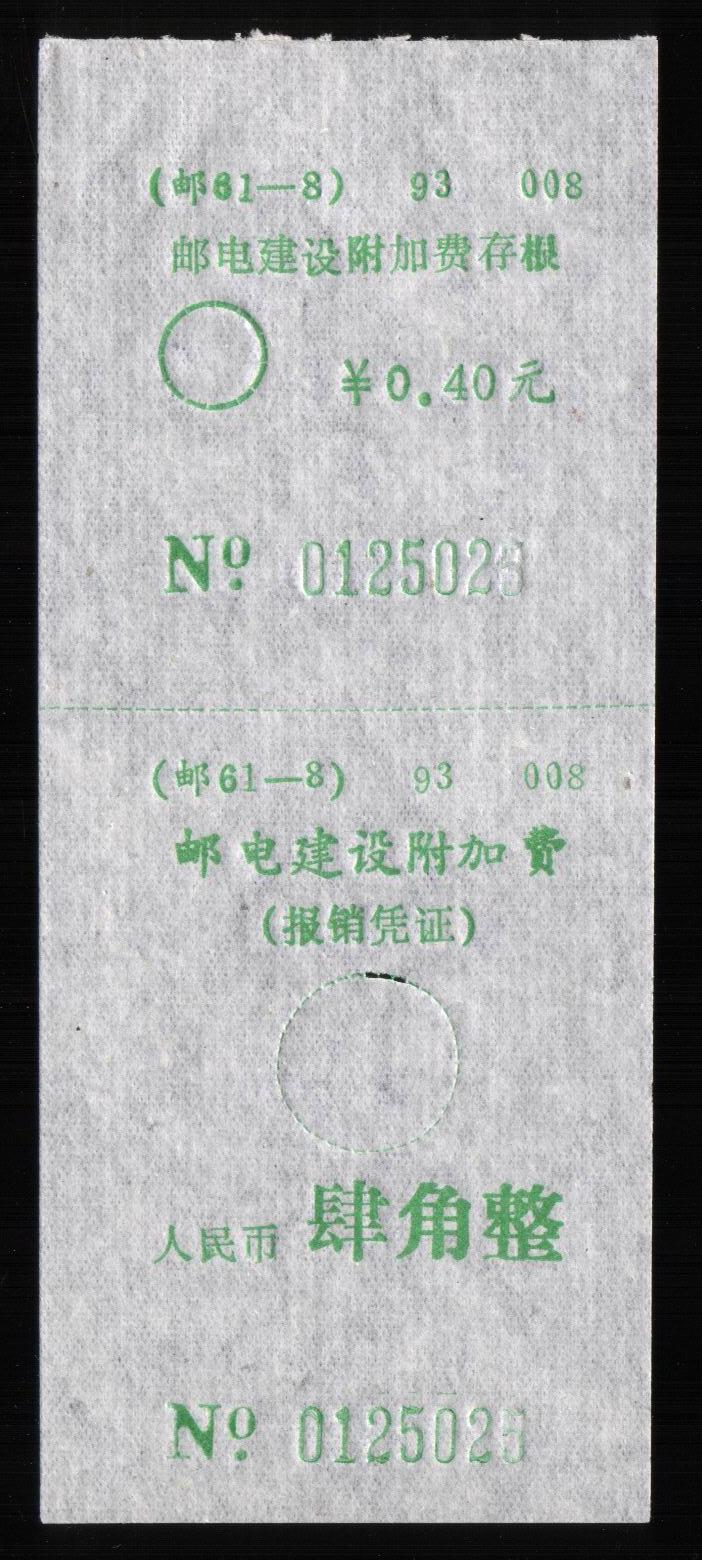 (邮61—8) 93 008
邮电建设附加费存根
¥0.40元
Nº 012502
(邮61—8) 93 008
邮电建设附加费
(报销凭证)
人民币 肆角整
Nº 012502